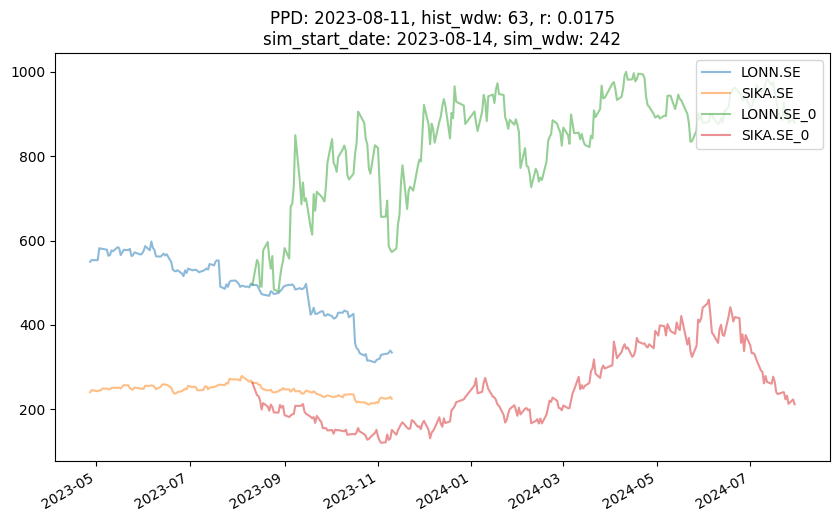 PPD: 2023-08-11, hist_wdw: 63, r: 0.0175
sim_start_date: 2023-08-14, sim_wdw: 242
LONN.SE
SIKA.SE
LONN.SE_0
SIKA.SE_0
1000
800
600
400
200
2023-05
2023-07
2023-09
2023-11
2024-01
2024-03
2024-05
2024-07